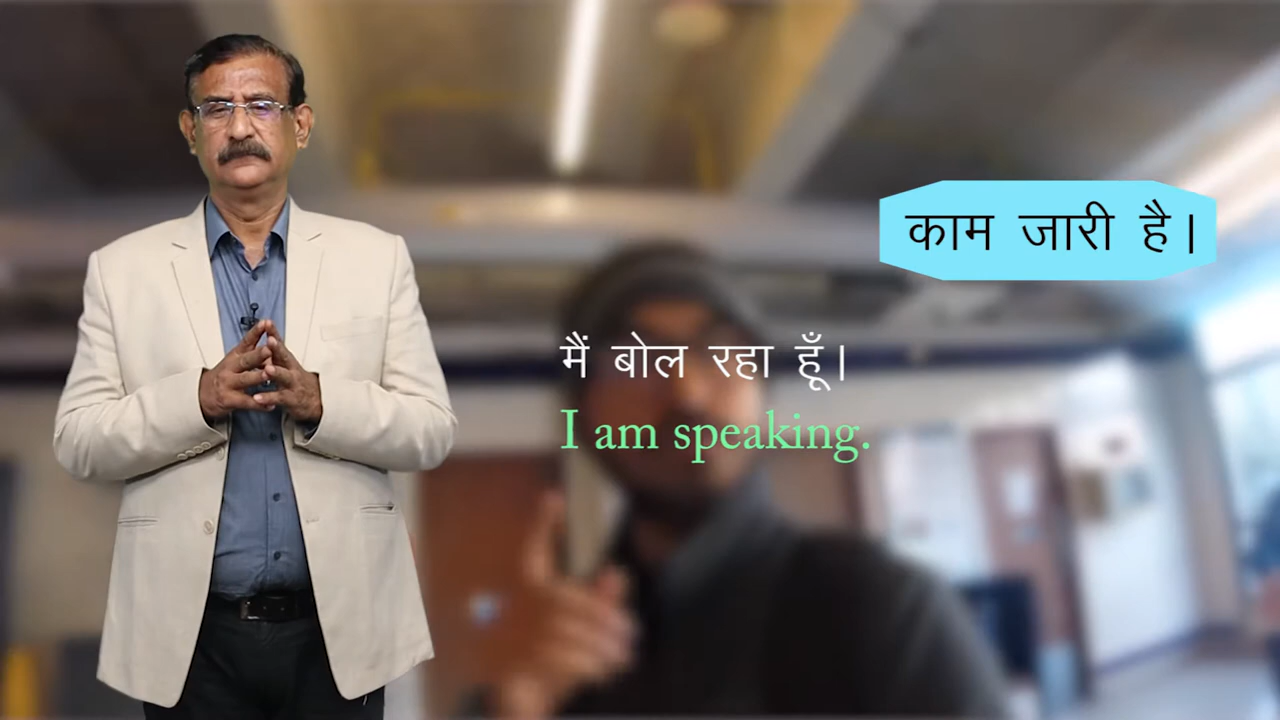 काम जारी है।
मैं बोल रहा हूँ।
I am speaking.